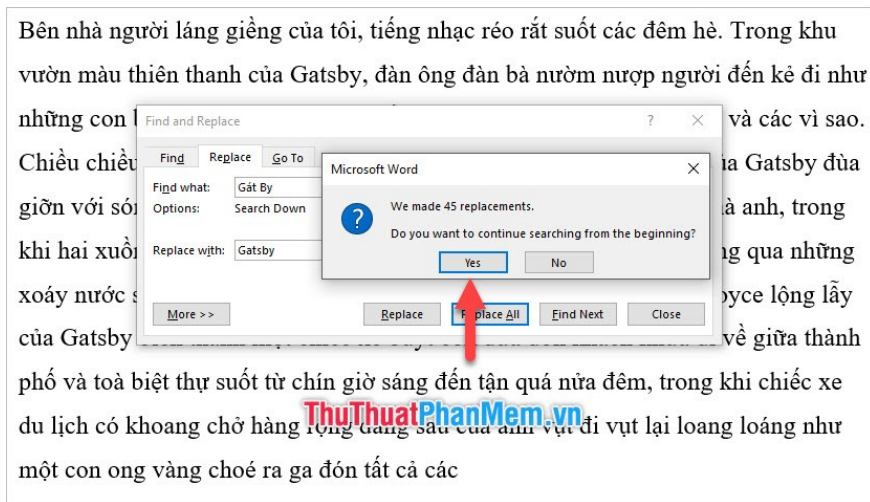 Bên nhà người láng giềng của tôi, tiếng nhạc réo rắt suốt các đêm hè. Trong khu
vườn màu thiên thanh của Gatsby, đàn ông đàn bà nườm nượp người đến kẻ đi như
những con và các vì sao.
Find and Replace
Chiều chiều Gatsby đùa
Find Replace Go To
Microsoft Word
Find what: Gát By
We made 45 replacements.
giỡn với anh, trong
Options: Search Down
Do you want to continue searching from the beginning?
khi hai qua những
Replace with: Gatsby
Yes No
xoáy nước lộng lẫy
More >> Replace Replace All Find Next Close
của Gatsby về giữa thành
phố và toà biệt thự suốt từ chín giờ sáng đến tận quá nửa đêm, trong khi chiếc xe
ThuThuatPhanMem.vn
du lịch có khoang chở hàng đi vụt lại loang loáng như
một con ong vàng choé ra ga đón tất cả các